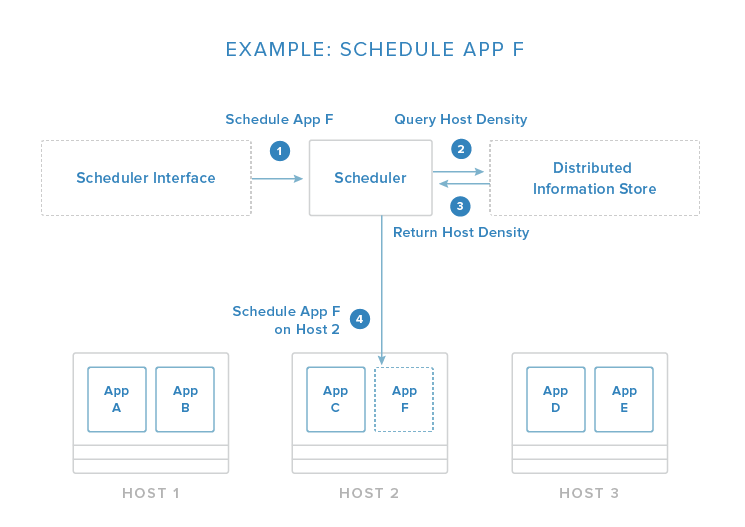 EXAMPLE: SCHEDULE APP F
Schedule App F
Query Host Density
1
2
Scheduler Interface
Scheduler
Distributed
Information Store
3
Return Host Density
Schedule App F
on Host 2
4
App
A
App
B
App
C
App
F
App
D
App
E
HOST 1
HOST 2
HOST 3